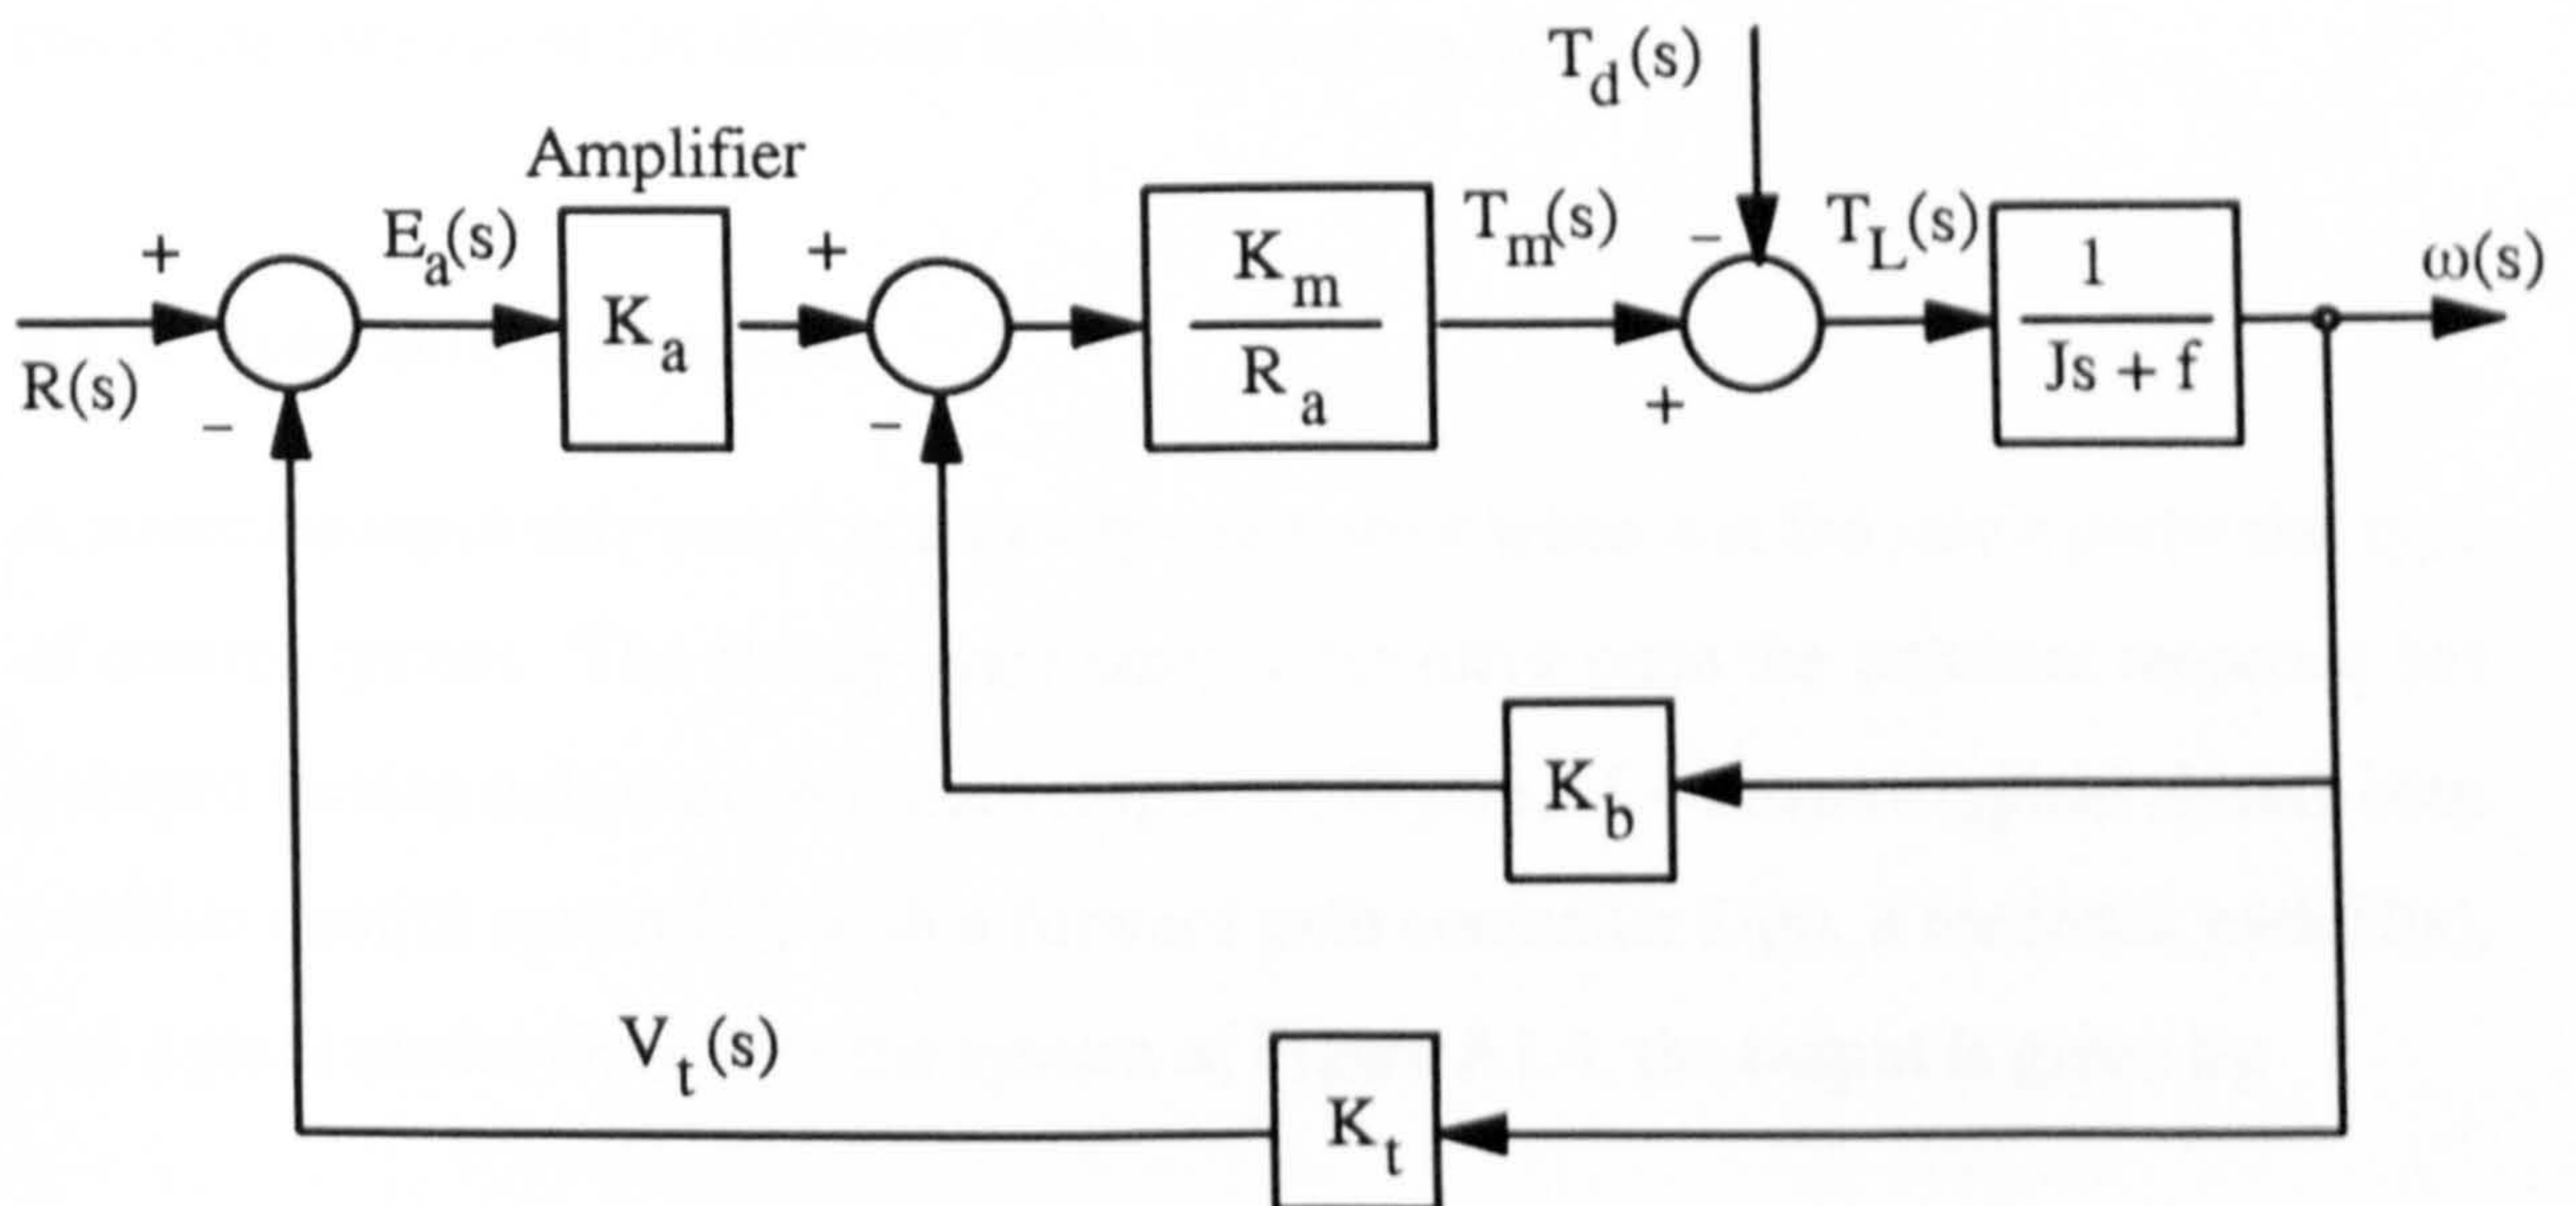 T_d(s)
Amplifier
+
E_a(s)
K_a
+
K_m
R_a
T_m(s)
−
T_L(s)
1
Js + f
ω(s)
R(s)
−
−
+
K_b
V_t(s)
K_t